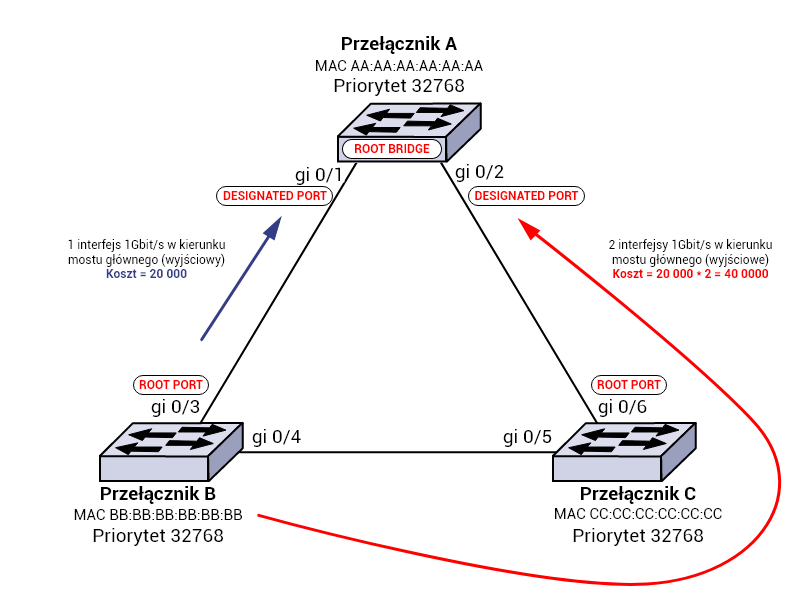 Przełącznik A
MAC AA:AA:AA:AA:AA:AA
Priorytet 32768
ROOT BRIDGE
gi 0/1
gi 0/2
DESIGNATED PORT
DESIGNATED PORT
1 interfejs 1Gbit/s w kierunku
mostu głównego (wyjściowy)
Koszt = 20 000
2 interfejsy 1Gbit/s w kierunku
mostu głównego (wyjściowe)
Koszt = 20 000 * 2 = 40 0000
ROOT PORT
gi 0/3
ROOT PORT
gi 0/6
gi 0/4
gi 0/5
Przełącznik B
MAC BB:BB:BB:BB:BB:BB
Priorytet 32768
Przełącznik C
MAC CC:CC:CC:CC:CC:CC
Priorytet 32768